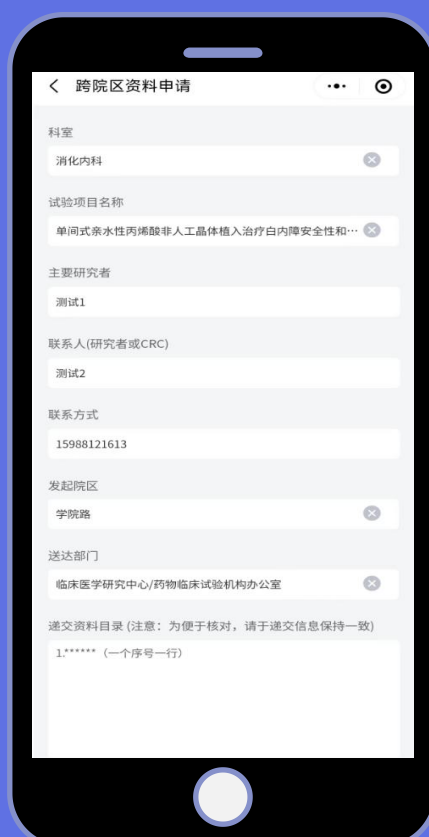 跨院区资料申请
科室
消化内科
试验项目名称
单间式亲水性丙烯酸非人工晶体植入治疗白内障安全性和…
主要研究者
测试1
联系人(研究者或CRC)
测试2
联系方式
15988121613
发起院区
学院路
送达部门
临床医学研究中心/药物临床试验机构办公室
递交资料目录 (注意：为便于核对，请于递交信息保持一致)
1.****** (一个序号一行)